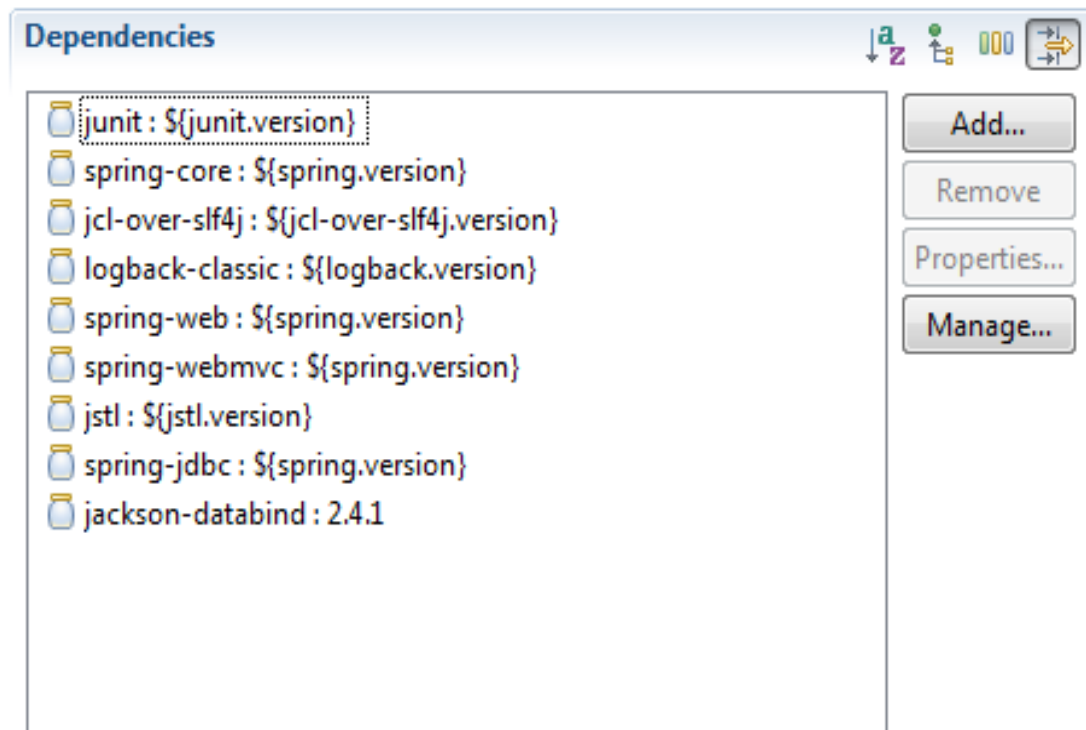 Dependencies
junit : ${junit.version}
spring-core : ${spring.version}
jcl-over-slf4j : ${jcl-over-slf4j.version}
logback-classic : ${logback.version}
spring-web : ${spring.version}
spring-webmvc : ${spring.version}
jstl : ${jstl.version}
spring-jdbc : ${spring.version}
jackson-databind : 2.4.1
Add...
Remove
Properties...
Manage...